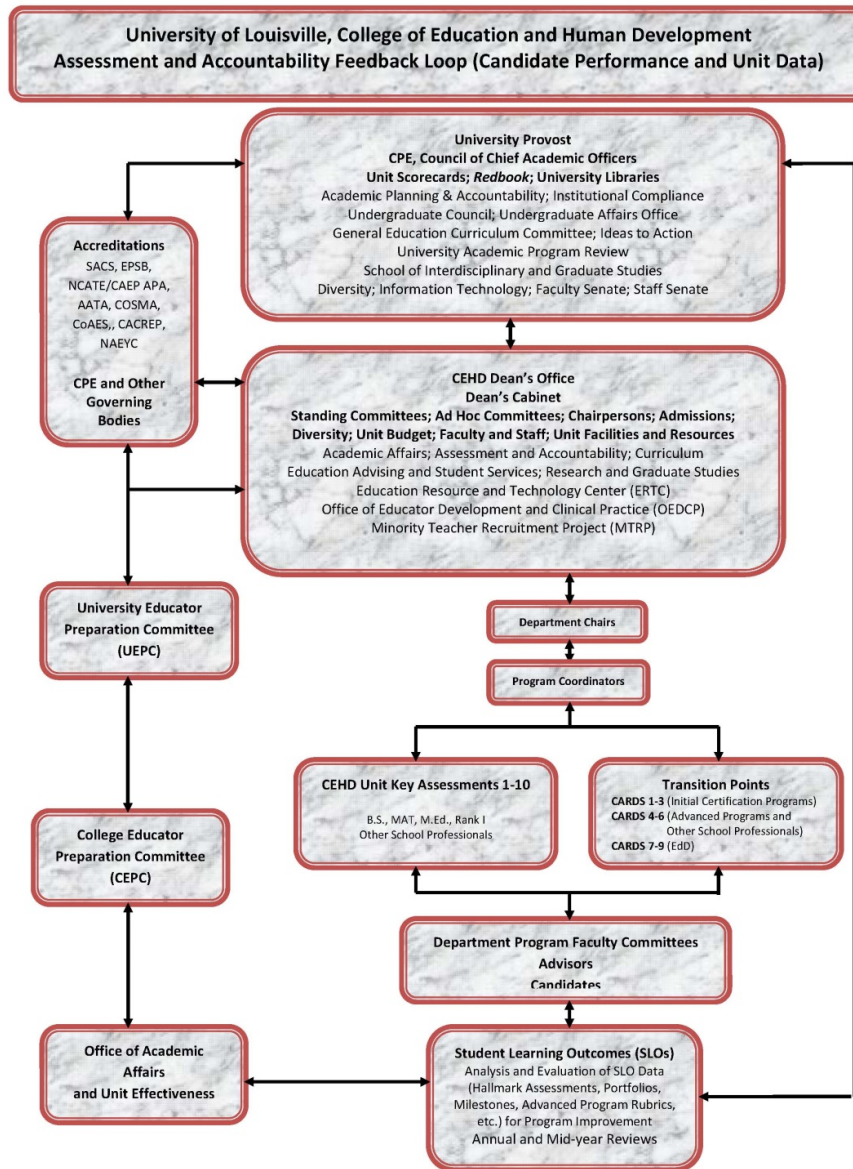 University of Louisville, College of Education and Human Development
Assessment and Accountability Feedback Loop (Candidate Performance and Unit Data)
University Provost
CPE, Council of Chief Academic Officers
Unit Scorecards; Redbook; University Libraries
Academic Planning & Accountability; Institutional Compliance
Undergraduate Council; Undergraduate Affairs Office
General Education Curriculum Committee; Ideas to Action
University Academic Program Review
School of Interdisciplinary and Graduate Studies
Diversity; Information Technology; Faculty Senate; Staff Senate
Accreditations
SACS, EPSB,
NCATE/CAEP APA,
AATA, COSMA,
CoAES,, CACREP,
NAEYC
CPE and Other
Governing
Bodies
CEHD Dean's Office
Dean's Cabinet
Standing Committees; Ad Hoc Committees; Chairpersons; Admissions;
Diversity; Unit Budget; Faculty and Staff; Unit Facilities and Resources
Academic Affairs; Assessment and Accountability; Curriculum
Education Advising and Student Services; Research and Graduate Studies
Education Resource and Technology Center (ERTC)
Office of Educator Development and Clinical Practice (OEDCP)
Minority Teacher Recruitment Project (MTRP)
University Educator
Preparation Committee
(UEPC)
Department Chairs
Program Coordinators
CEHD Unit Key Assessments 1-10
B.S., MAT, M.Ed., Rank I
Other School Professionals
Transition Points
CARDS 1-3 (Initial Certification Programs)
CARDS 4-6 (Advanced Programs and
Other School Professionals)
CARDS 7-9 (EdD)
College Educator
Preparation Committee
(CEPC)
Department Program Faculty Committees
Advisors
Candidates
Office of Academic
Affairs
and Unit Effectiveness
Student Learning Outcomes (SLOs)
Analysis and Evaluation of SLO Data
(Hallmark Assessments, Portfolios,
Milestones, Advanced Program Rubrics,
etc.) for Program Improvement
Annual and Mid-year Reviews